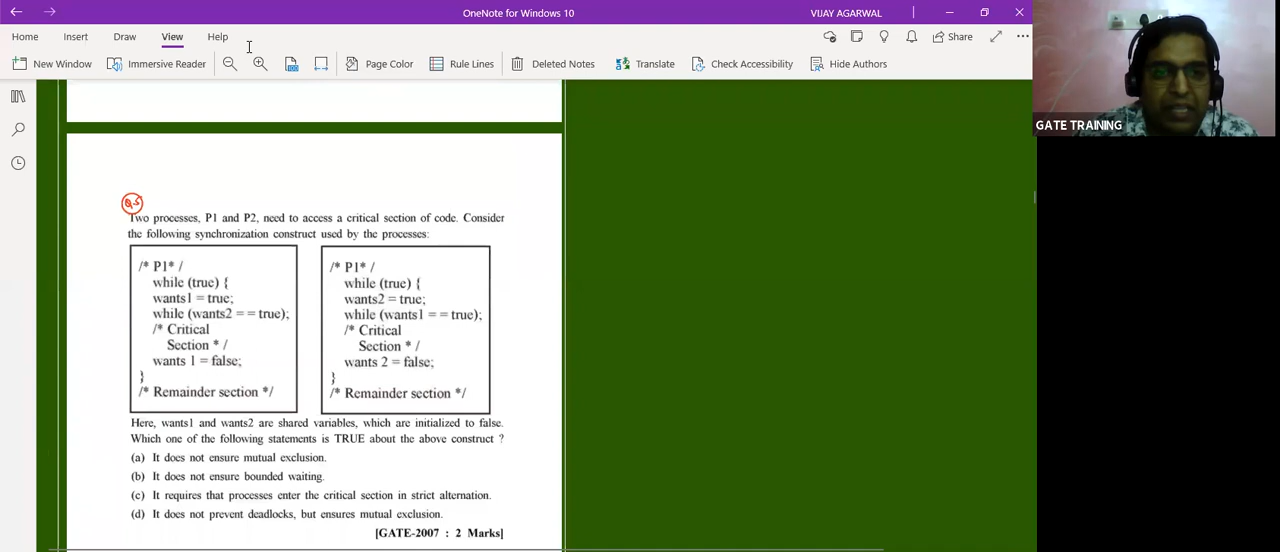 OneNote for Windows 10
VIJAY AGARWAL
Home Insert Draw View Help
Share
New Window Immersive Reader Page Color Rule Lines Deleted Notes Translate Check Accessibility Hide Authors
GATE TRAINING
Q.5
Two processes, P1 and P2, need to access a critical section of code. Consider
the following synchronization construct used by the processes:
/* P1* /
while (true) {
wants1 = true;
while (wants2 = = true);
/* Critical
Section * /
wants 1 = false;
}
/* Remainder section */
/* P1* /
while (true) {
wants2 = true;
while (wants1 = = true);
/* Critical
Section * /
wants 2 = false;
}
/* Remainder section */
Here, wants1 and wants2 are shared variables, which are initialized to false.
Which one of the following statements is TRUE about the above construct ?
(a) It does not ensure mutual exclusion.
(b) It does not ensure bounded waiting.
(c) It requires that processes enter the critical section in strict alternation.
(d) It does not prevent deadlocks, but ensures mutual exclusion.
[GATE-2007 : 2 Marks]